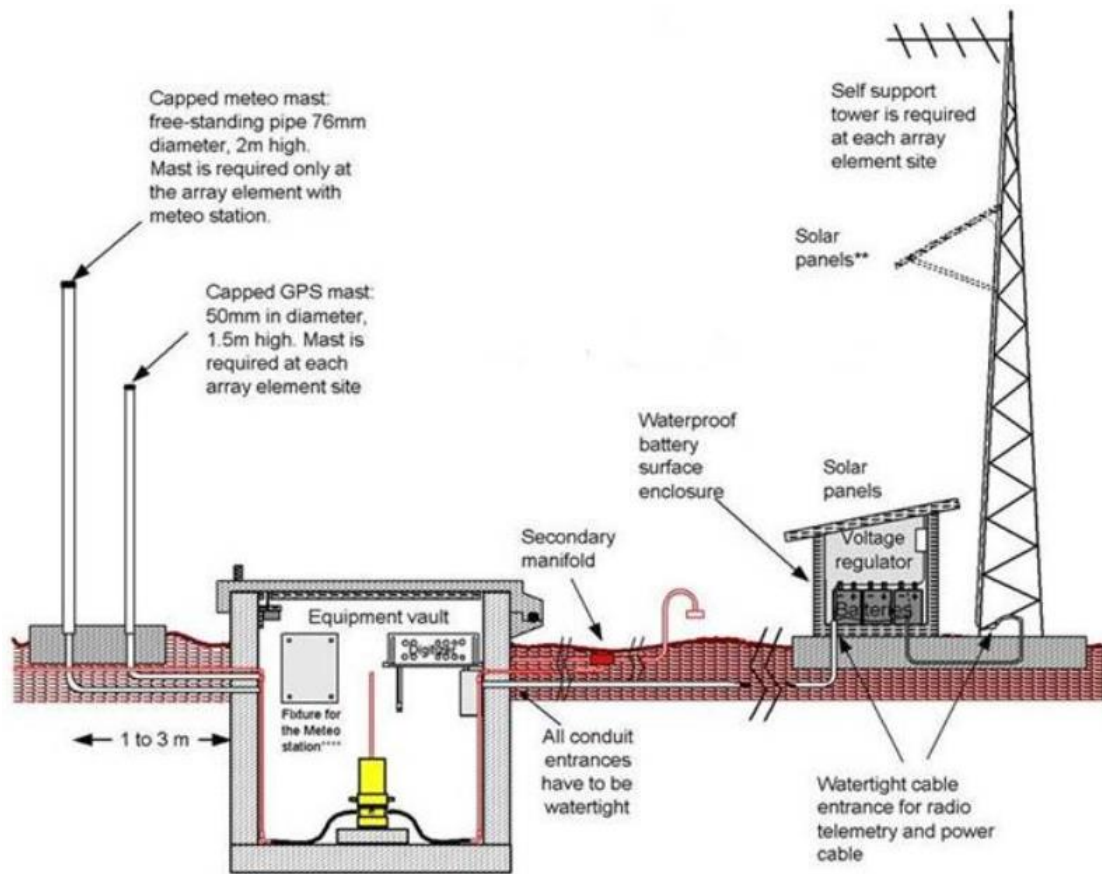 Capped meteo mast:
free-standing pipe 76mm
diameter, 2m high.
Mast is required only at
the array element with
meteo station.
Capped GPS mast:
50mm in diameter,
1.5m high. Mast is
required at each
array element site
Self support
tower is required
at each array
element site
Solar
panels**
Waterproof
battery
surface
enclosure
Solar
panels
Voltage
regulator
Batteries
Secondary
manifold
Equipment vault
Digitizer
Fixture for
the Meteo
station****
1 to 3 m
All conduit
entrances
have to be
watertight
Watertight cable
entrance for radio
telemetry and power
cable